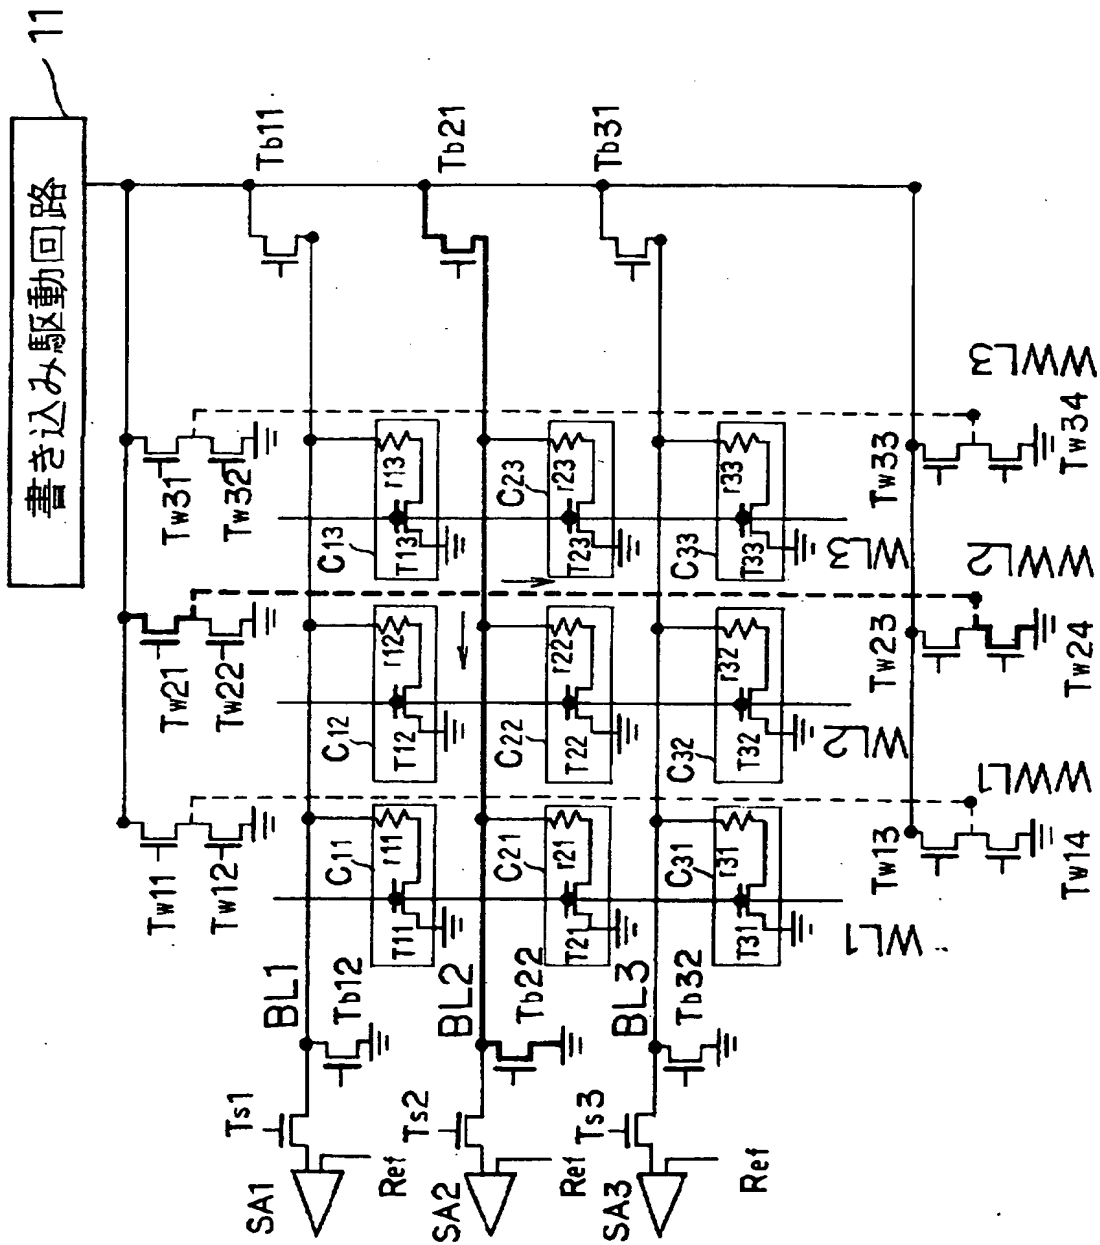 書き込み駆動回路
11
Tw11
Tw12
Tw21
Tw22
Tw31
Tw32
Tb11
Tb21
Tb31
BL1
BL2
BL3
Tb12
Tb22
Tb32
Ts1
Ts2
Ts3
SA1
SA2
SA3
Ref
Ref
Ref
C11
r11
T11
C12
r12
T12
C13
r13
T13
C21
r21
T21
C22
r22
T22
C23
r23
T23
C31
r31
T31
C32
r32
T32
C33
r33
T33
WL1
WL2
WL3
Tw13
Tw14
Tw23
Tw24
Tw33
Tw34
WWL1
WWL2
WWL3